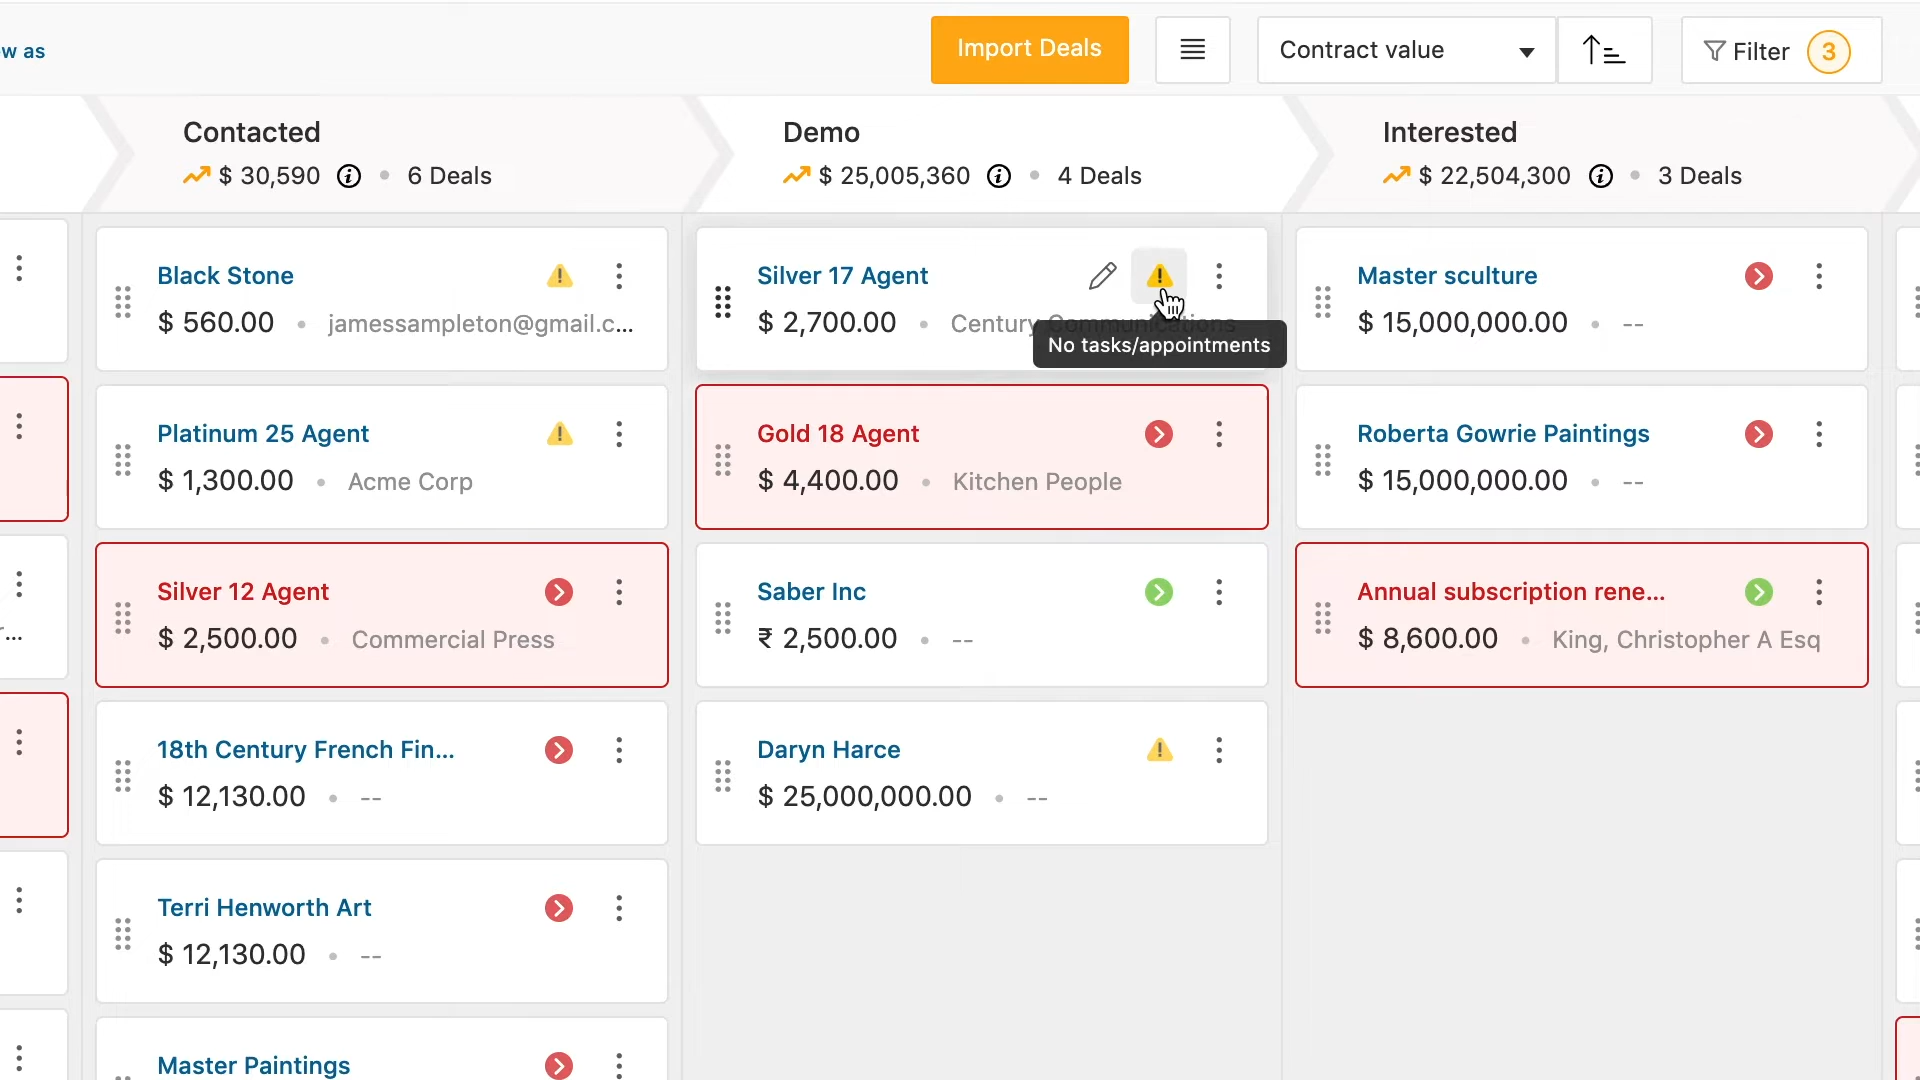 w as
Import Deals
Contract value
Filter
3
Contacted
$ 30,590 • 6 Deals
Demo
$ 25,005,360 • 4 Deals
Interested
$ 22,504,300 • 3 Deals
Black Stone
$ 560.00 • jamessampleton@gmail.c...
Platinum 25 Agent
$ 1,300.00 • Acme Corp
Silver 12 Agent
$ 2,500.00 • Commercial Press
18th Century French Fin...
$ 12,130.00 • --
Terri Henworth Art
$ 12,130.00 • --
Master Paintings
Silver 17 Agent
$ 2,700.00 • Century Communications
No tasks/appointments
Gold 18 Agent
$ 4,400.00 • Kitchen People
Saber Inc
₹ 2,500.00 • --
Daryn Harce
$ 25,000,000.00 • --
Master sculture
$ 15,000,000.00 • --
Roberta Gowrie Paintings
$ 15,000,000.00 • --
Annual subscription rene...
$ 8,600.00 • King, Christopher A Esq